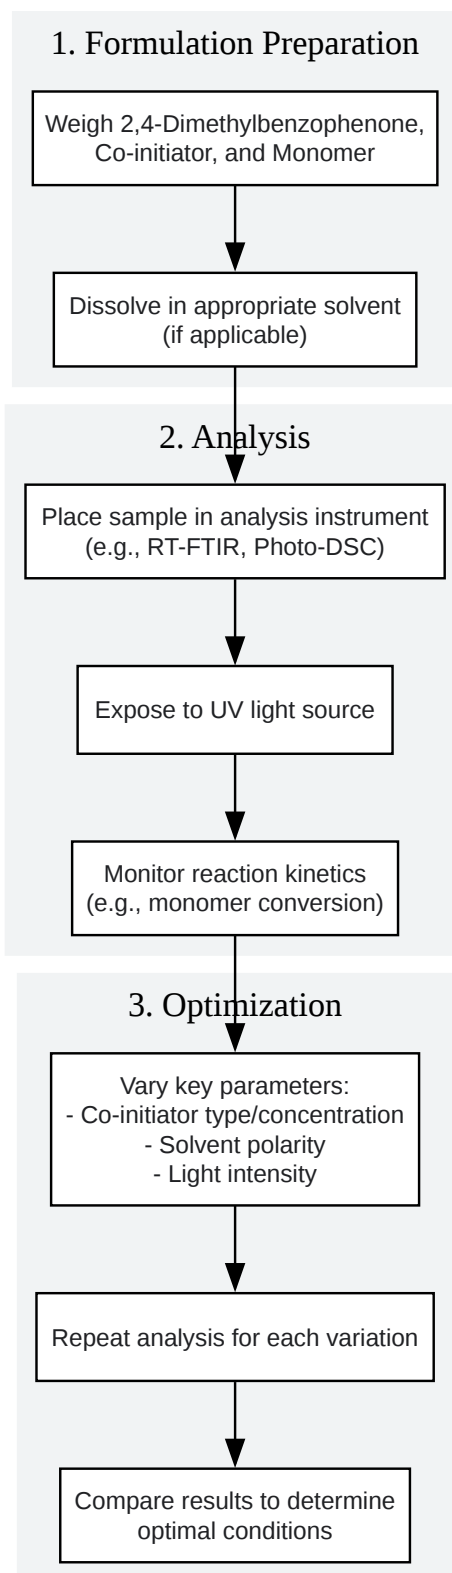 1. Formulation Preparation
Weigh 2,4-Dimethylbenzophenone,
Co-initiator, and Monomer
Dissolve in appropriate solvent
(if applicable)
2. Analysis
Place sample in analysis instrument
(e.g., RT-FTIR, Photo-DSC)
Expose to UV light source
Monitor reaction kinetics
(e.g., monomer conversion)
3. Optimization
Vary key parameters:
- Co-initiator type/concentration
- Solvent polarity
- Light intensity
Repeat analysis for each variation
Compare results to determine
optimal conditions